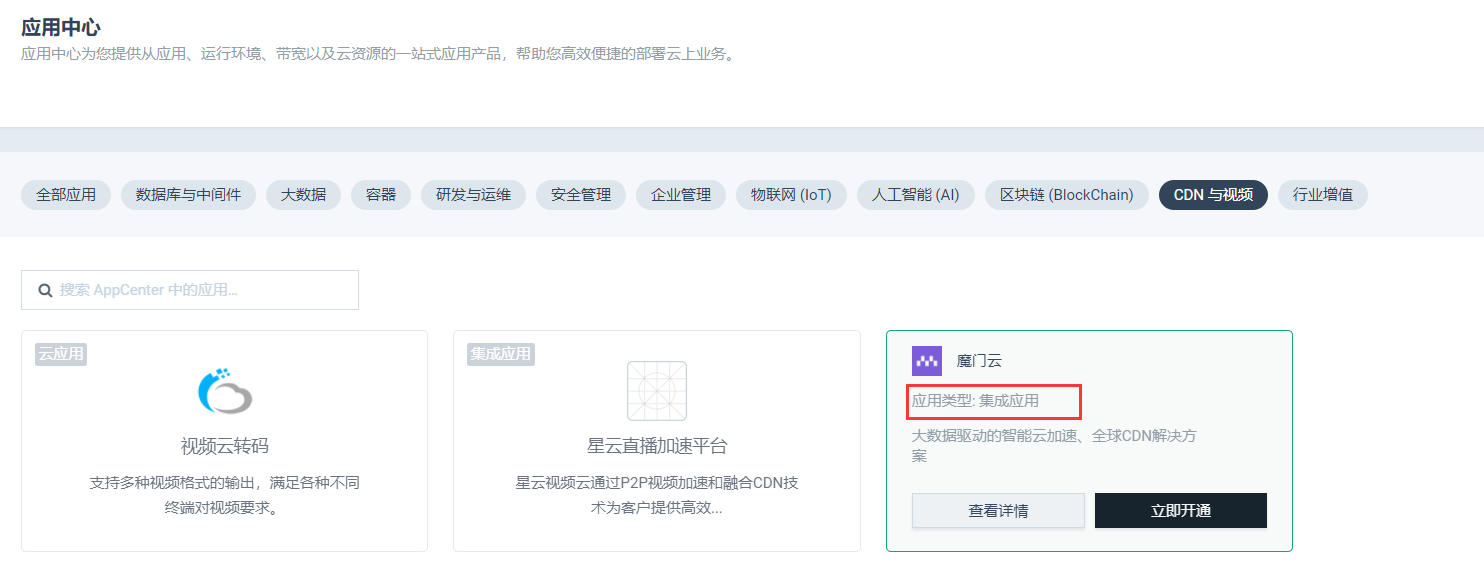 应用中心
应用中心为您提供从应用、运行环境、带宽以及云资源的一站式应用产品，帮助您高效便捷的部署云上业务。
全部应用 数据库与中间件 大数据 容器 研发与运维 安全管理 企业管理 物联网 (IoT) 人工智能 (AI) 区块链 (BlockChain) CDN 与视频 行业增值
搜索 AppCenter 中的应用...
云应用
视频云转码
支持多种视频格式的输出，满足各种不同
终端对视频要求。
集成应用
星云直播加速平台
星云视频云通过P2P视频加速和融合CDN技
术为客户提供高效...
魔门云
应用类型: 集成应用
大数据驱动的智能云加速、全球CDN解决方
案
查看详情 立即开通